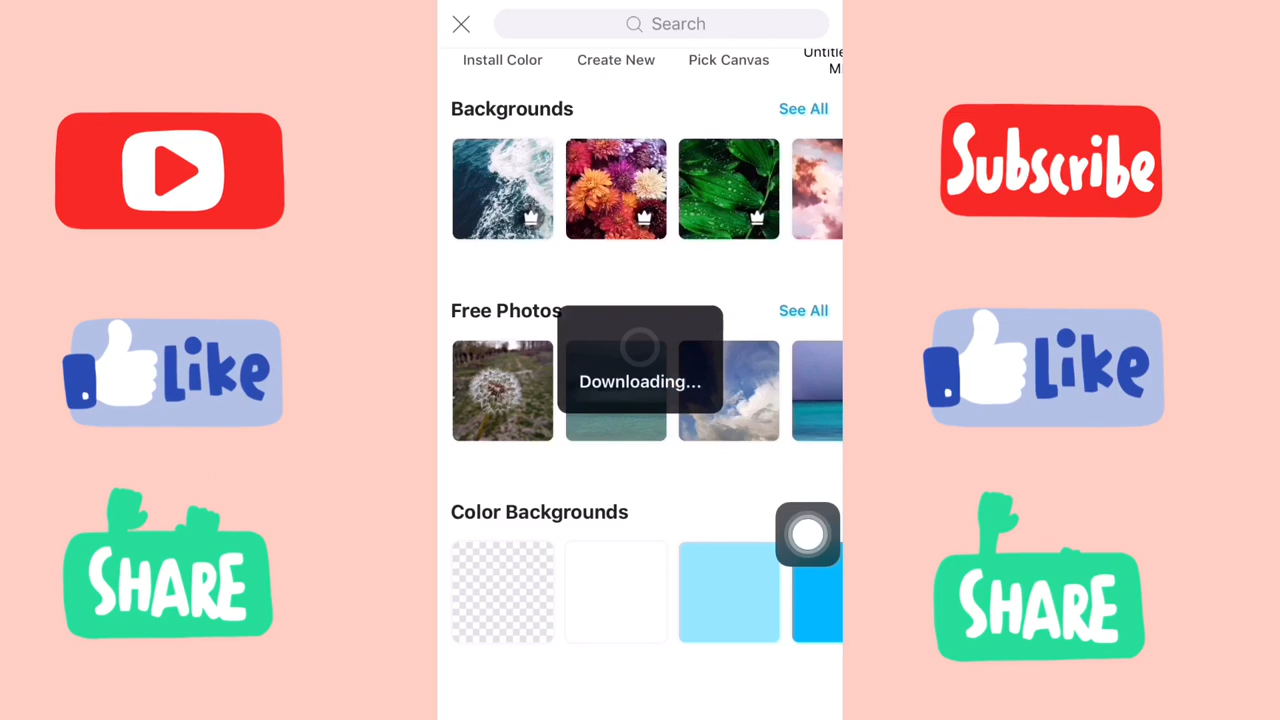 Search
Install Color
Create New
Pick Canvas
Backgrounds
See All
Free Photos
See All
Downloading...
Color Backgrounds
Like
SHARE
Subscribe
Like
SHARE